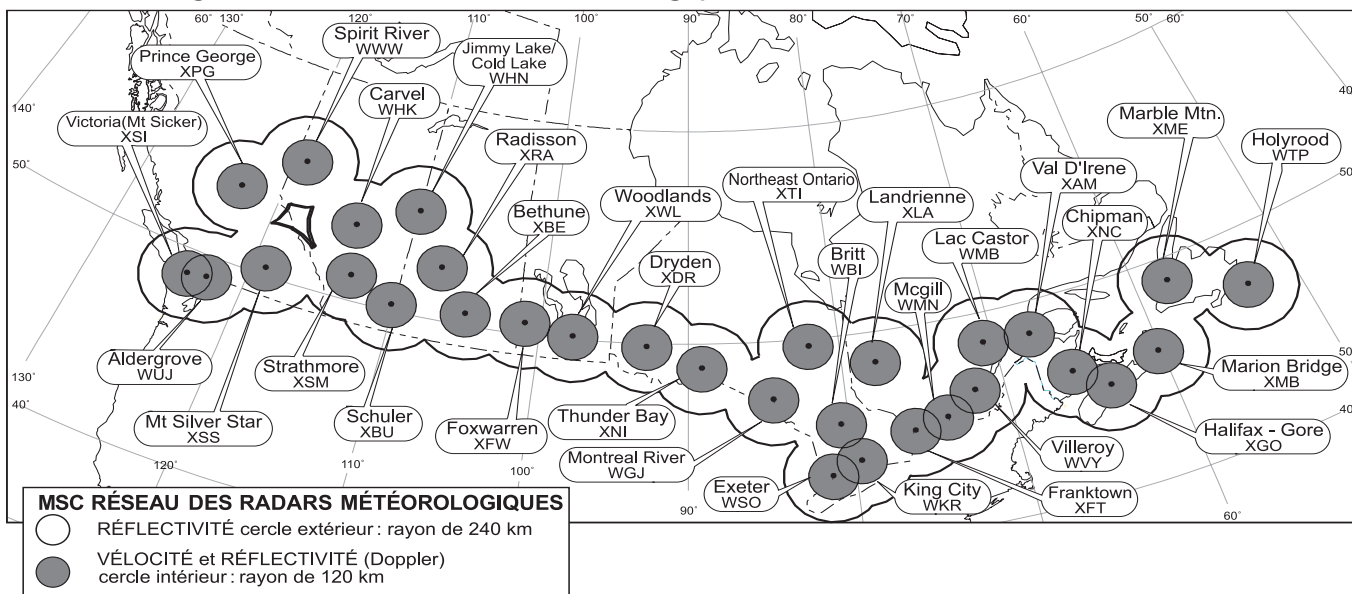 60˚
130˚
120˚
110˚
100˚
90˚
80˚
70˚
60˚
50˚
60˚
Spirit River
WWW
Jimmy Lake/
Cold Lake
WHN
Prince George
XPG
Carvel
WHK
40˚
140˚
Marble Mtn.
XME
Victoria(Mt Sicker)
XSI
Radisson
XRA
Holyrood
WTP
50˚
Val D'Irene
XAM
50˚
Northeast Ontario
XTI
Landrienne
XLA
Woodlands
XWL
Bethune
XBE
Chipman
XNC
Lac Castor
WMB
Britt
WBI
Dryden
XDR
Mcgill
WMN
50˚
Aldergrove
WUJ
Strathmore
XSM
Marion Bridge
XMB
130˚
40˚
40˚
Mt Silver Star
XSS
Schuler
XBU
Foxwarren
XFW
Thunder Bay
XNI
Halifax - Gore
XGO
Montreal River
WGJ
Villeroy
WVY
120˚
110˚
100˚
Exeter
WSO
King City
WKR
Franktown
XFT
90˚
60˚
MSC RÉSEAU DES RADARS MÉTÉOROLOGIQUES
RÉFLECTIVITÉ cercle extérieur : rayon de 240 km
VÉLOCITÉ et RÉFLECTIVITÉ (Doppler)
cercle intérieur : rayon de 120 km